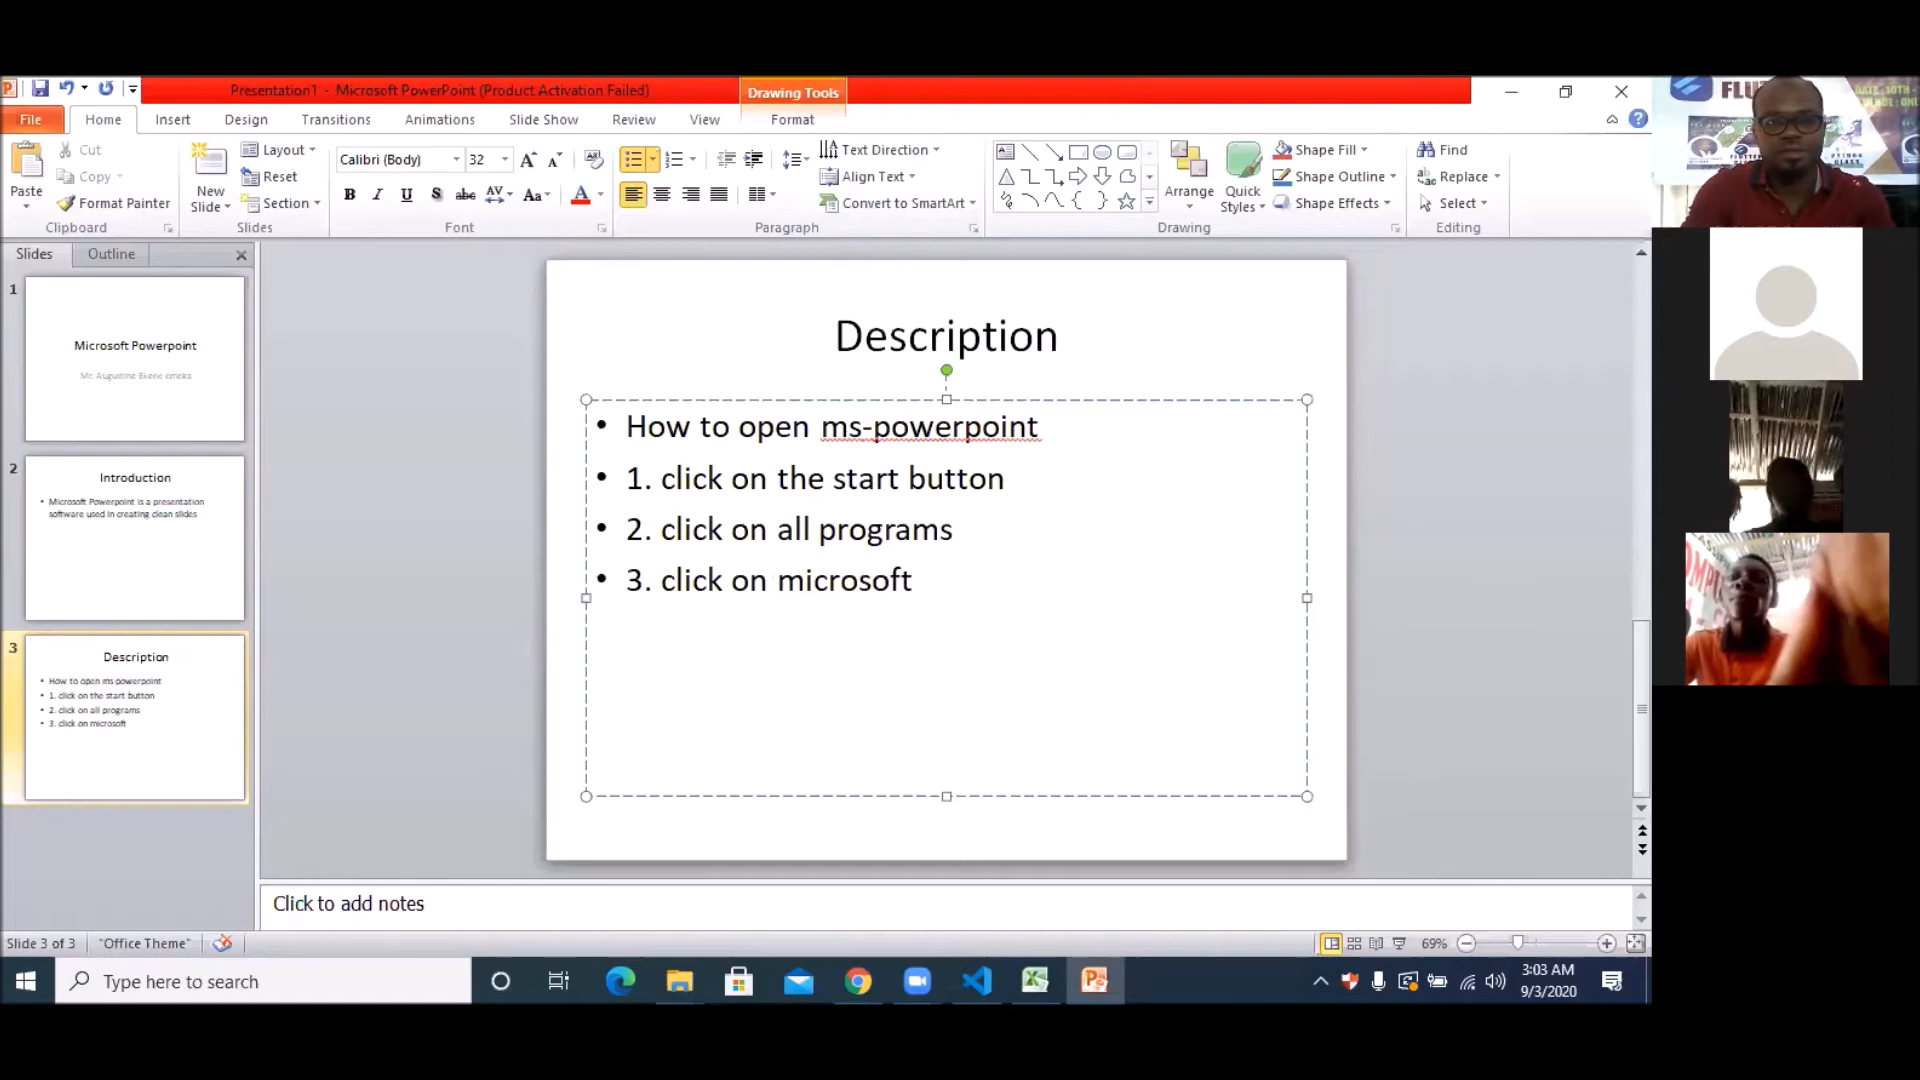 Presentation1 - Microsoft PowerPoint (Product Activation Failed)
Drawing Tools
File
Home
Insert
Design
Transitions
Animations
Slide Show
Review
View
Format
Paste
Cut
Copy
Format Painter
Clipboard
New
Slide
Layout
Reset
Section
Slides
Calibri (Body)
32
Font
Text Direction
Align Text
Convert to SmartArt
Paragraph
Arrange
Quick
Styles
Shape Fill
Shape Outline
Shape Effects
Drawing
Find
Replace
Select
Editing
Slides
Outline
1
Microsoft Powerpoint
Mr. Augustine Ekene emeka
2
Introduction
• Microsoft Powerpoint is a presentation
software used in creating clean slides
3
Description
• How to open ms-powerpoint
• 1. click on the start button
• 2. click on all programs
• 3. click on microsoft
Description
• How to open ms-powerpoint
• 1. click on the start button
• 2. click on all programs
• 3. click on microsoft
Click to add notes
Slide 3 of 3
"Office Theme"
69%
Type here to search
3:03 AM
9/3/2020